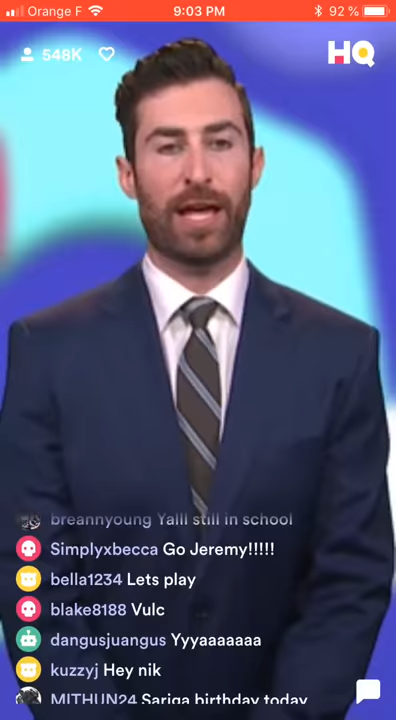 Orange F 9:03 PM 92 %
548K HQ
breannyoung Yalll still in school
Simplyxbecca Go Jeremy!!!!!
bella1234 Lets play
blake8188 Vulc
dangusjuangus Yyyaaaaaaa
kuzzyj Hey nik
MITHUN24 Sariga birthday today